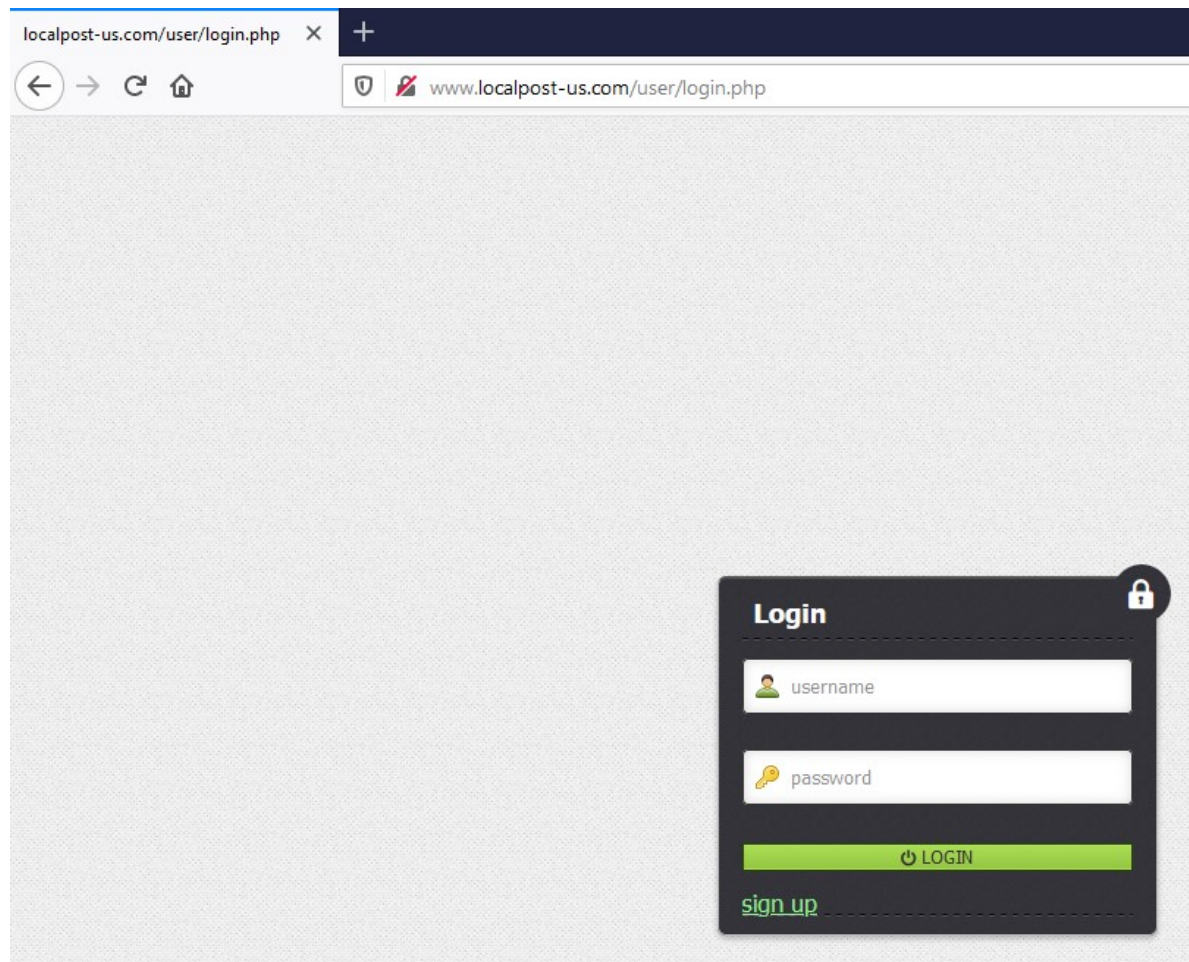 localpost-us.com/user/login.php
www.localpost-us.com/user/login.php
Login
username
password
LOGIN
sign up